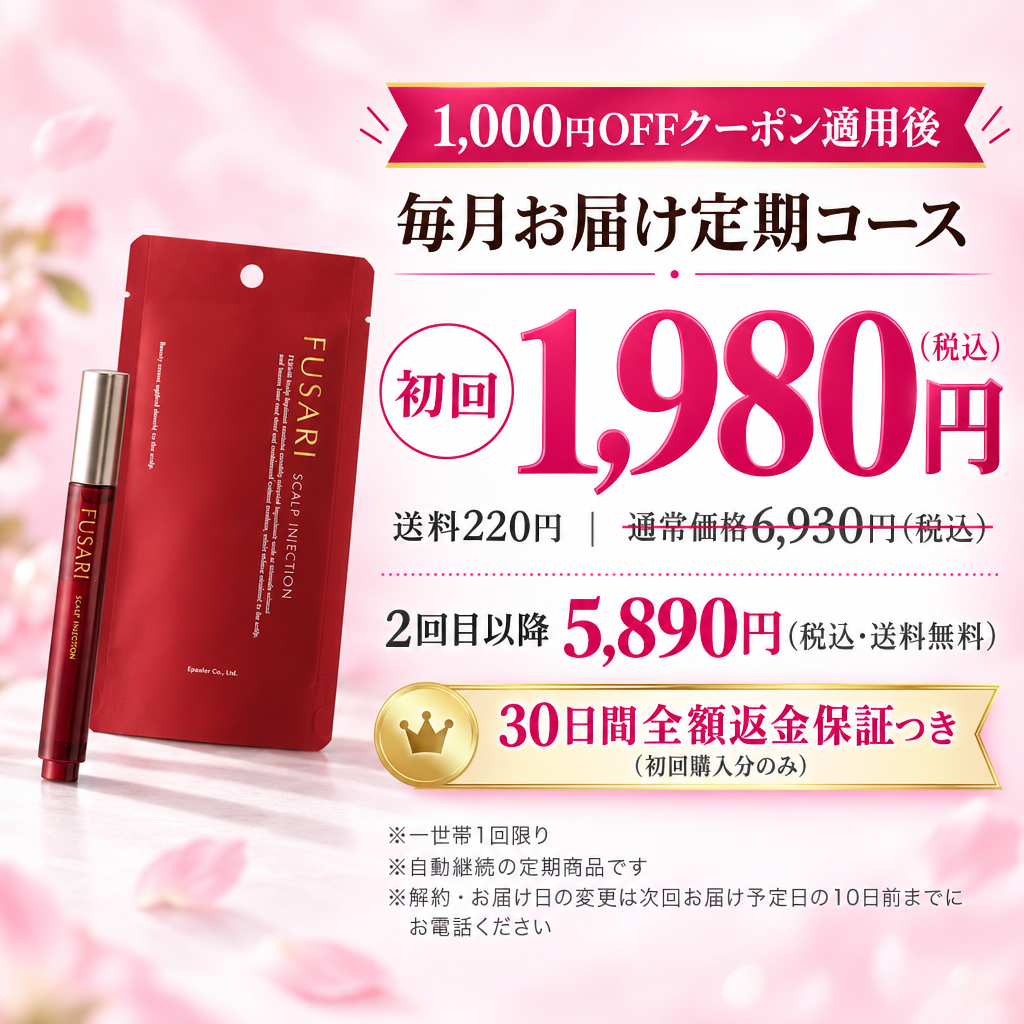 1,000円OFFクーポン適用後
毎月お届け定期コース
初回
1,980円
(税込)
送料220円 | 通常価格6,930円(税込)
2回目以降 5,890円(税込・送料無料)
30日間全額返金保証つき
(初回購入分のみ)
※一世帯1回限り
※自動継続の定期商品です
※解約・お届け日の変更は次回お届け予定日の10日前までに
お電話ください
FUSARI SCALP INJECTION
Epauler Co., Ltd.
FUSARI SCALP INJECTION